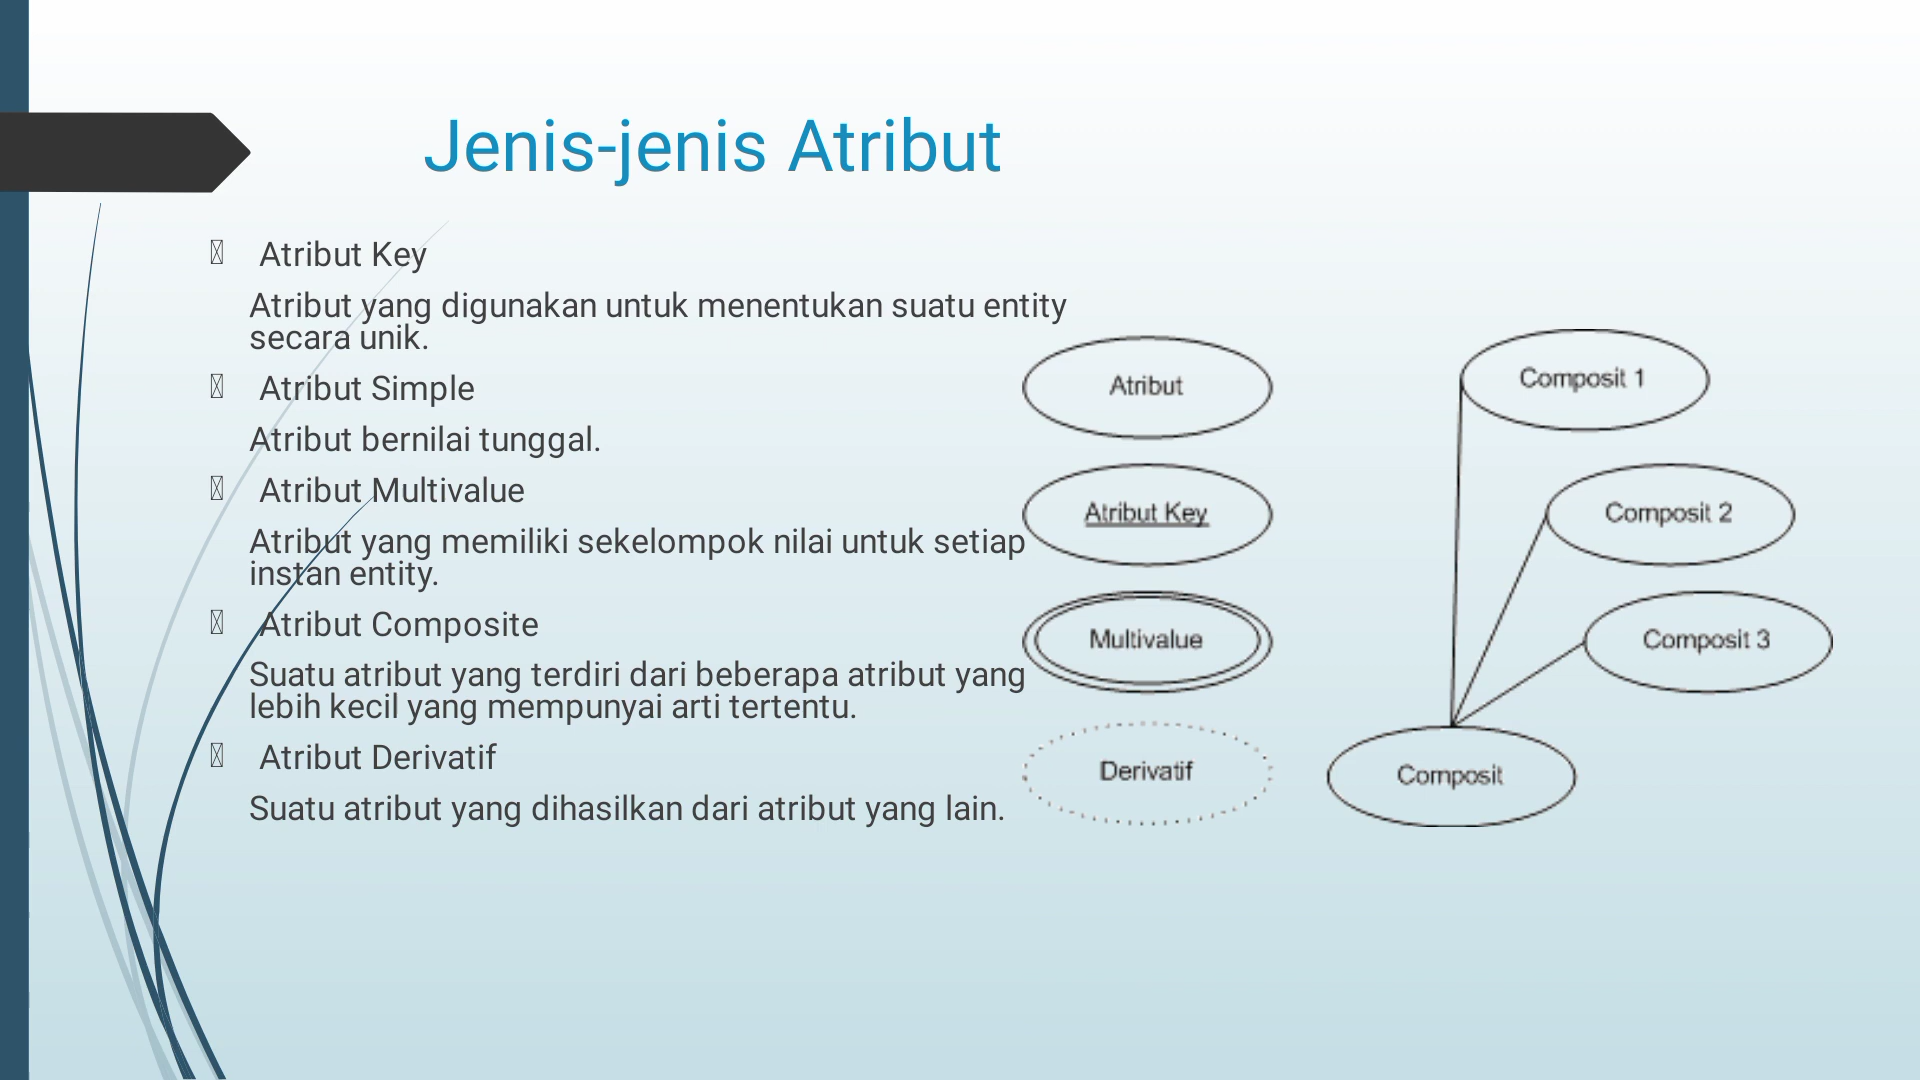 Jenis-jenis Atribut
Atribut Key
Atribut yang digunakan untuk menentukan suatu entity
secara unik.
Atribut Simple
Atribut bernilai tunggal.
Atribut Multivalue
Atribut yang memiliki sekelompok nilai untuk setiap
instan entity.
Atribut Composite
Suatu atribut yang terdiri dari beberapa atribut yang
lebih kecil yang mempunyai arti tertentu.
Atribut Derivatif
Suatu atribut yang dihasilkan dari atribut yang lain.
Atribut
Atribut Key
Multivalue
Derivatif
Composit 1
Composit 2
Composit 3
Composit